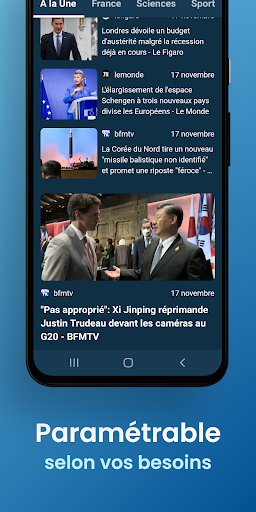 À la Une France Sciences Sport
lefigaro 17 novembre
Londres dévoile un budget
d'austérité malgré la récession
déjà en cours - Le Figaro
lemonde 17 novembre
L'élargissement de l'espace
Schengen à trois nouveaux pays
divise les Européens - Le Monde
bfmtv 17 novembre
La Corée du Nord tire un nouveau
"missile balistique non identifié"
et promet une riposte "féroce" - ...
bfmtv 17 novembre
"Pas approprié": Xi Jinping réprimande
Justin Trudeau devant les caméras au
G20 - BFMTV
Paramétrable
selon vos besoins